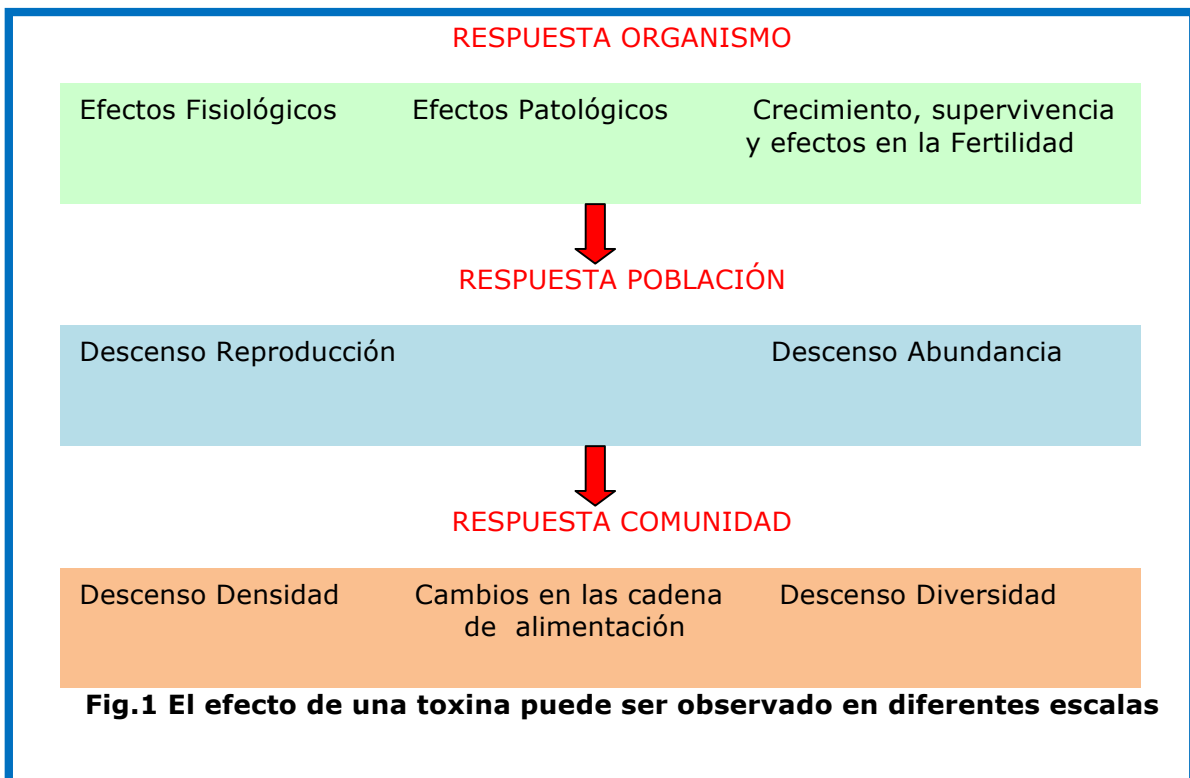 RESPUESTA ORGANISMO
Efectos Fisiológicos Efectos Patológicos Crecimiento, supervivencia
y efectos en la Fertilidad
RESPUESTA POBLACIÓN
Descenso Reproducción Descenso Abundancia
RESPUESTA COMUNIDAD
Descenso Densidad Cambios en las cadena Descenso Diversidad
de alimentación
Fig.1 El efecto de una toxina puede ser observado en diferentes escalas